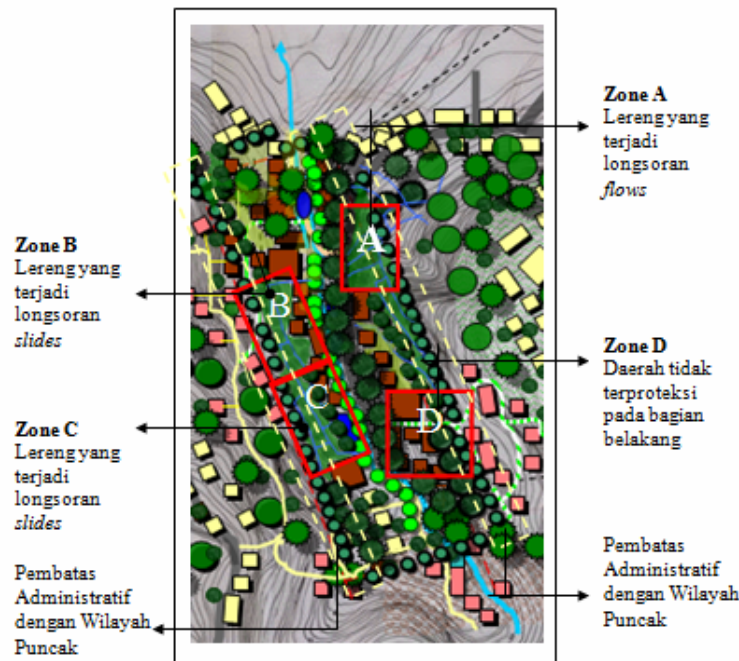 Zone A
Lereng yang
terjadi
longsoran
flows
A
Zone B
Lereng yang
terjadi
longsoran
slides
B
Zone D
Daerah tidak
terproteksi
pada bagian
belakang
C
D
Zone C
Lereng yang
terjadi
longsoran
slides
Pembatas
Administratif
dengan Wilayah
Puncak
Pembatas
Administratif
dengan Wilayah
Puncak